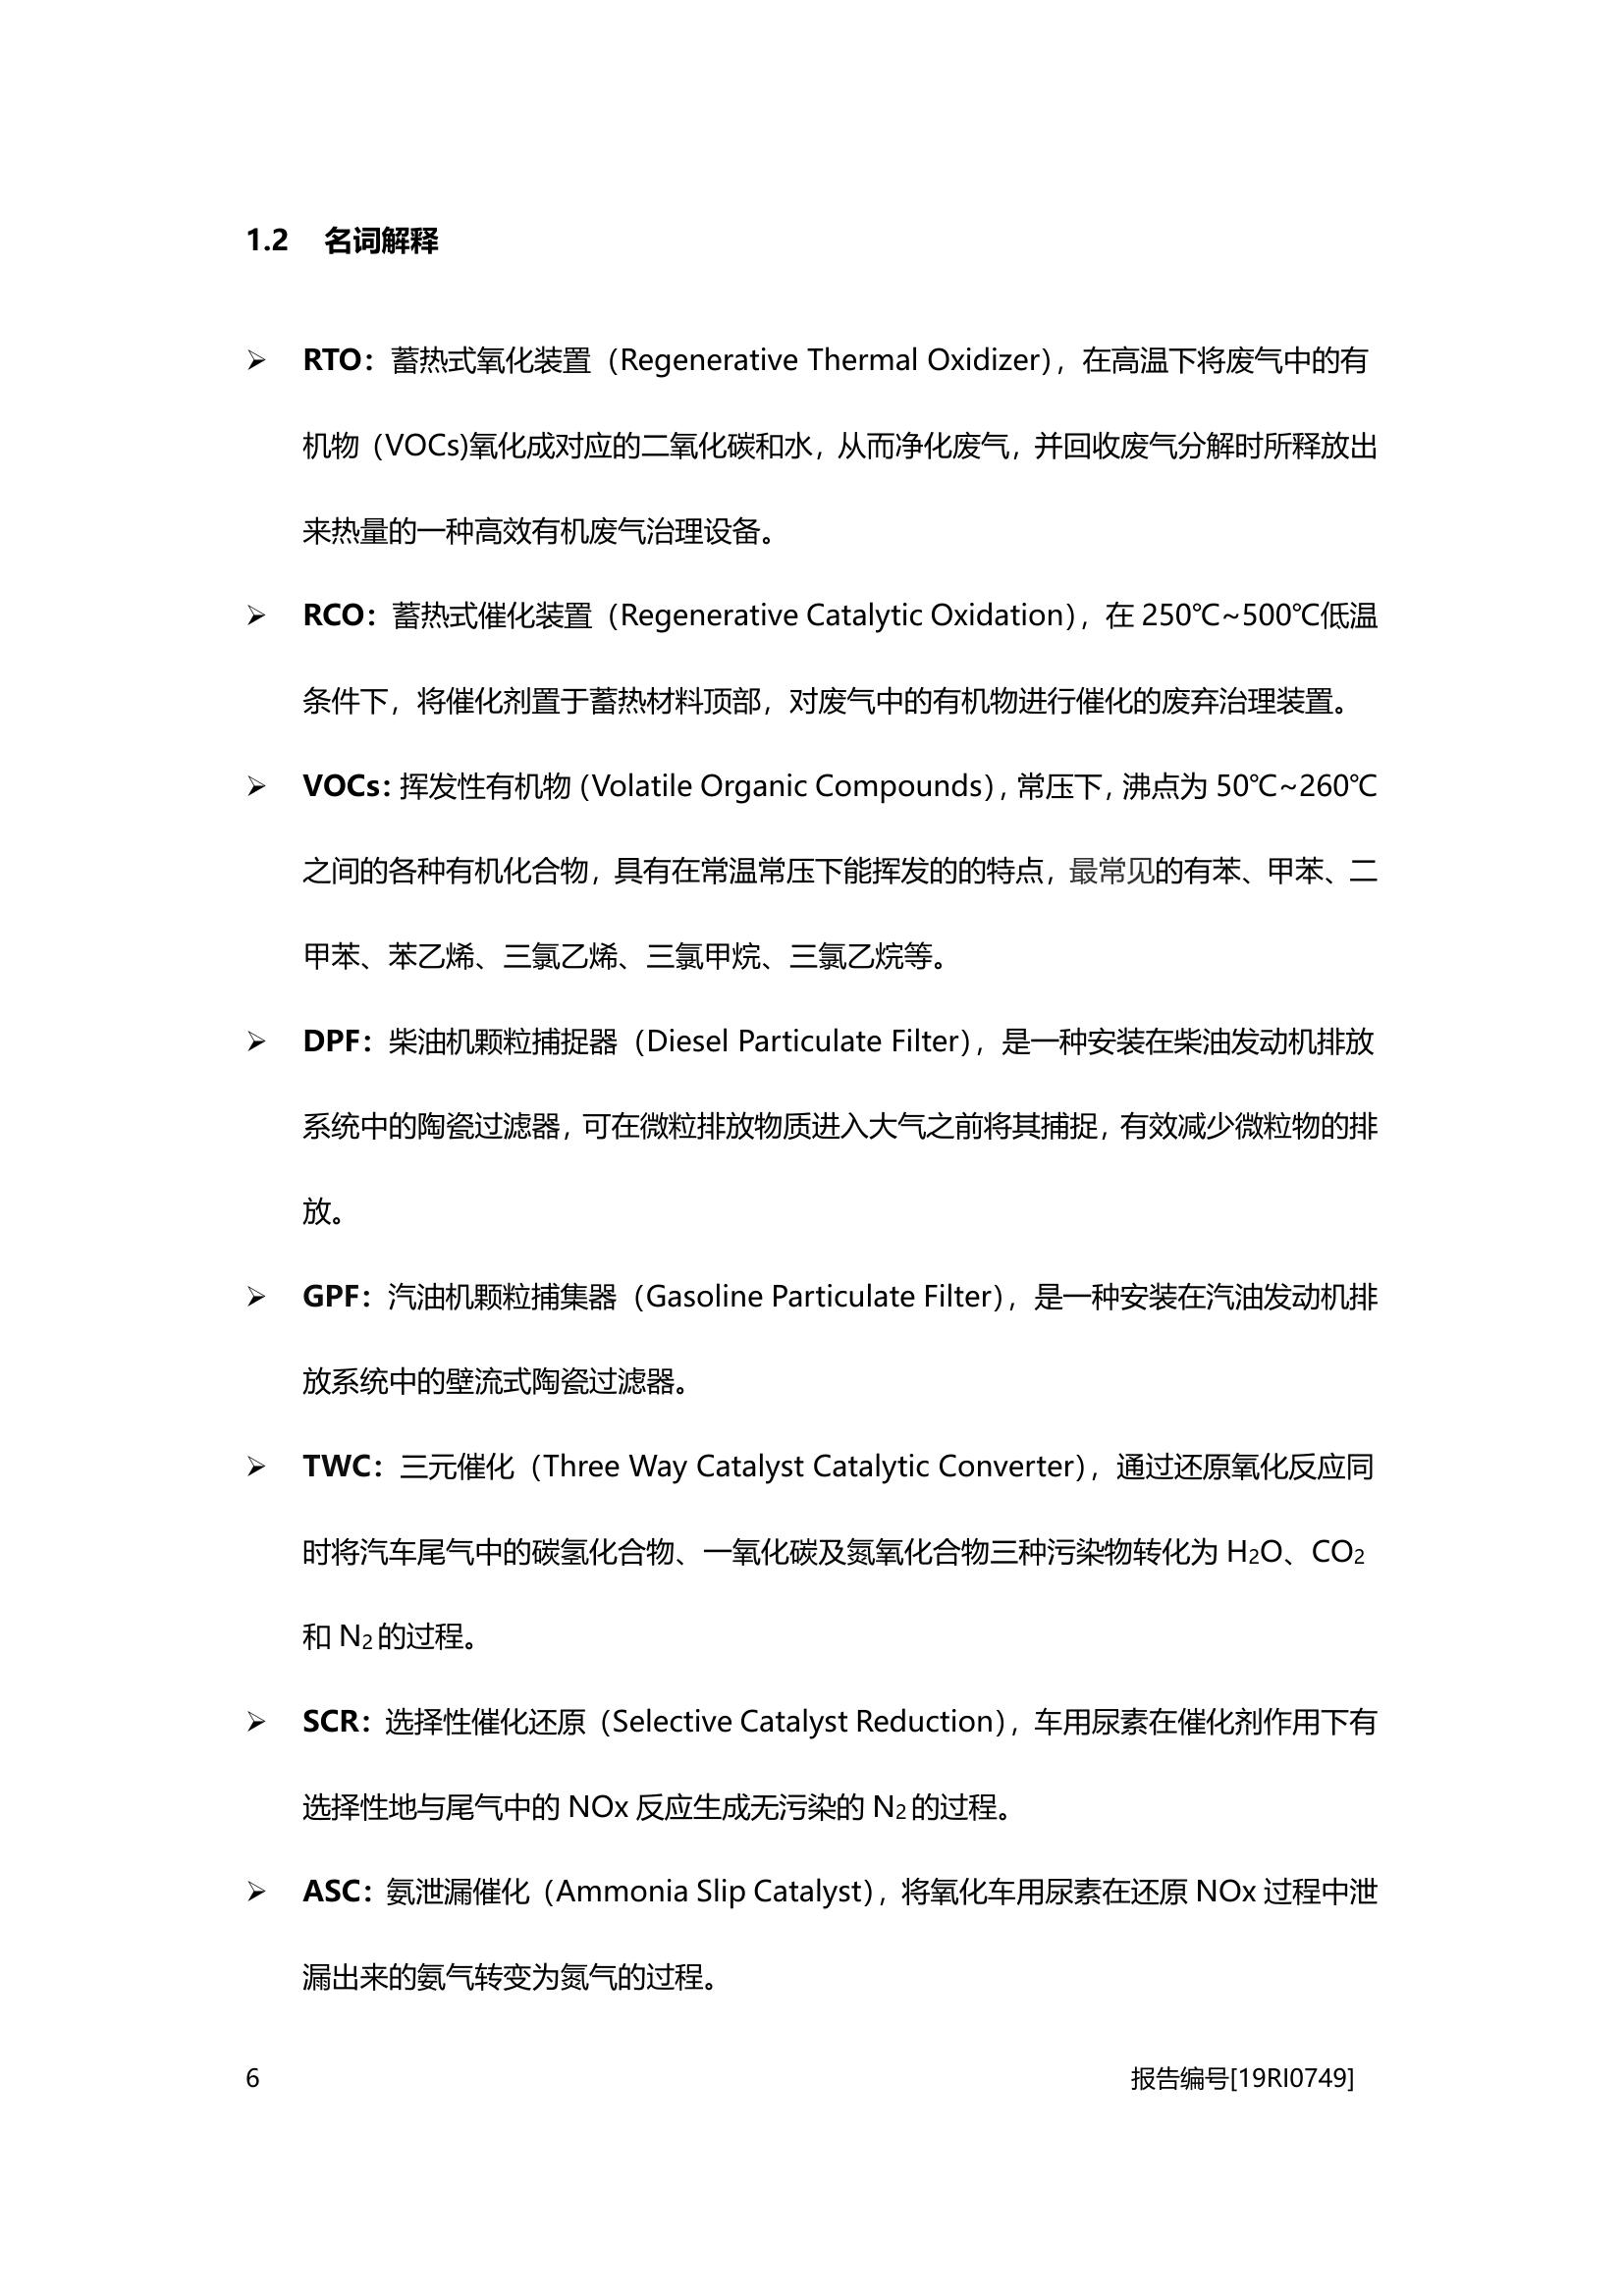 1.2 名词解释
➢ RTO：蓄热式氧化装置（Regenerative Thermal Oxidizer），在高温下将废气中的有
机物（VOCs)氧化成对应的二氧化碳和水，从而净化废气，并回收废气分解时所释放出
来热量的一种高效有机废气治理设备。
➢ RCO：蓄热式催化装置（Regenerative Catalytic Oxidation），在 250℃~500℃低温
条件下，将催化剂置于蓄热材料顶部，对废气中的有机物进行催化的废弃治理装置。
➢ VOCs：挥发性有机物（Volatile Organic Compounds），常压下，沸点为 50℃~260℃
之间的各种有机化合物，具有在常温常压下能挥发的的特点，最常见的有苯、甲苯、二
甲苯、苯乙烯、三氯乙烯、三氯甲烷、三氯乙烷等。
➢ DPF：柴油机颗粒捕捉器（Diesel Particulate Filter），是一种安装在柴油发动机排放
系统中的陶瓷过滤器，可在微粒排放物质进入大气之前将其捕捉，有效减少微粒物的排
放。
➢ GPF：汽油机颗粒捕集器（Gasoline Particulate Filter），是一种安装在汽油发动机排
放系统中的壁流式陶瓷过滤器。
➢ TWC：三元催化（Three Way Catalyst Catalytic Converter），通过还原氧化反应同
时将汽车尾气中的碳氢化合物、一氧化碳及氮氧化合物三种污染物转化为 H₂O、CO₂
和 N₂ 的过程。
➢ SCR：选择性催化还原（Selective Catalyst Reduction），车用尿素在催化剂作用下有
选择性地与尾气中的 NOx 反应生成无污染的 N₂ 的过程。
➢ ASC：氨泄漏催化（Ammonia Slip Catalyst），将氧化车用尿素在还原 NOx 过程中泄
漏出来的氨气转变为氮气的过程。
6 报告编号[19RI0749]